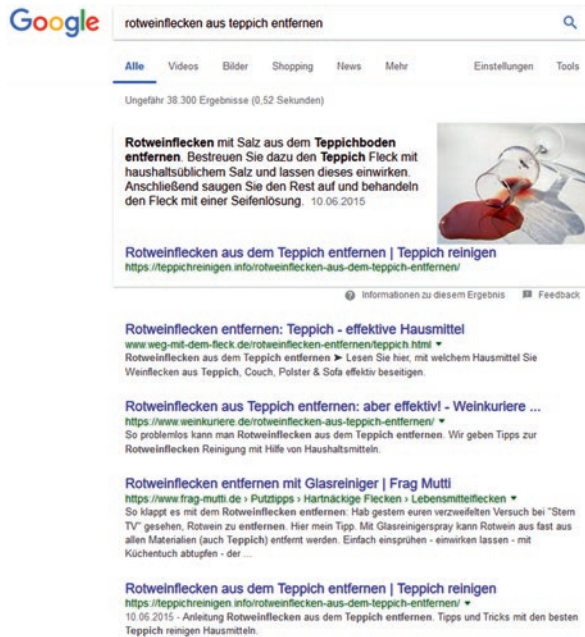 Google
rotweinflecken aus teppich entfernen
Alle Videos Bilder Shopping News Mehr Einstellungen Tools
Ungefähr 38.300 Ergebnisse (0,52 Sekunden)
Rotweinflecken mit Salz aus dem Teppichboden
entfernen. Bestreuen Sie dazu den Teppich Fleck mit
haushaltsüblichem Salz und lassen dieses einwirken.
Anschließend saugen Sie den Rest auf und behandeln
den Fleck mit einer Seifenlösung. 10.06.2015
Rotweinflecken aus dem Teppich entfernen | Teppich reinigen
https://teppichreinigen.info/rotweinflecken-aus-dem-teppich-entfernen/
Informationen zu diesem Ergebnis Feedback
Rotweinflecken entfernen: Teppich - effektive Hausmittel
www.weg-mit-dem-fleck.de/rotweinflecken-entfernen/teppich.html ▼
Rotweinflecken aus dem Teppich entfernen ➤ Lesen Sie hier, mit welchem Hausmittel Sie
Weinflecken aus Teppich, Couch, Polster & Sofa effektiv beseitigen.
Rotweinflecken aus Teppich entfernen: aber effektiv! - Weinkuriere ...
https://www.weinkuriere.de/rotweinflecken-aus-teppich-entfernen/ ▼
So problemlos kann man Rotweinflecken aus dem Teppich entfernen. Wir geben Tipps zur
Rotweinflecken Reinigung mit Hilfe von Haushaltsmitteln.
Rotweinflecken entfernen mit Glasreiniger | Frag Mutti
https://www.frag-mutti.de › Putztipps › Hartnäckige Flecken › Lebensmittelflecken ▼
So klappt es mit dem Rotweinflecken entfernen: Hab gestern euren verzweifelten Versuch bei "Stern
TV" gesehen, Rotwein zu entfernen. Hier mein Tipp. Mit Glasreinigerspray kann Rotwein aus fast aus
allen Materialien (auch Teppich) entfernt werden. Einfach einsprühen - einwirken lassen - mit
Küchentuch abtupfen - der ...
Rotweinflecken aus dem Teppich entfernen | Teppich reinigen
https://teppichreinigen.info/rotweinflecken-aus-dem-teppich-entfernen/ ▼
10.06.2015 - Anleitung Rotweinflecken aus dem Teppich entfernen. Tipps und Tricks mit den besten
Teppich reinigen Hausmitteln.